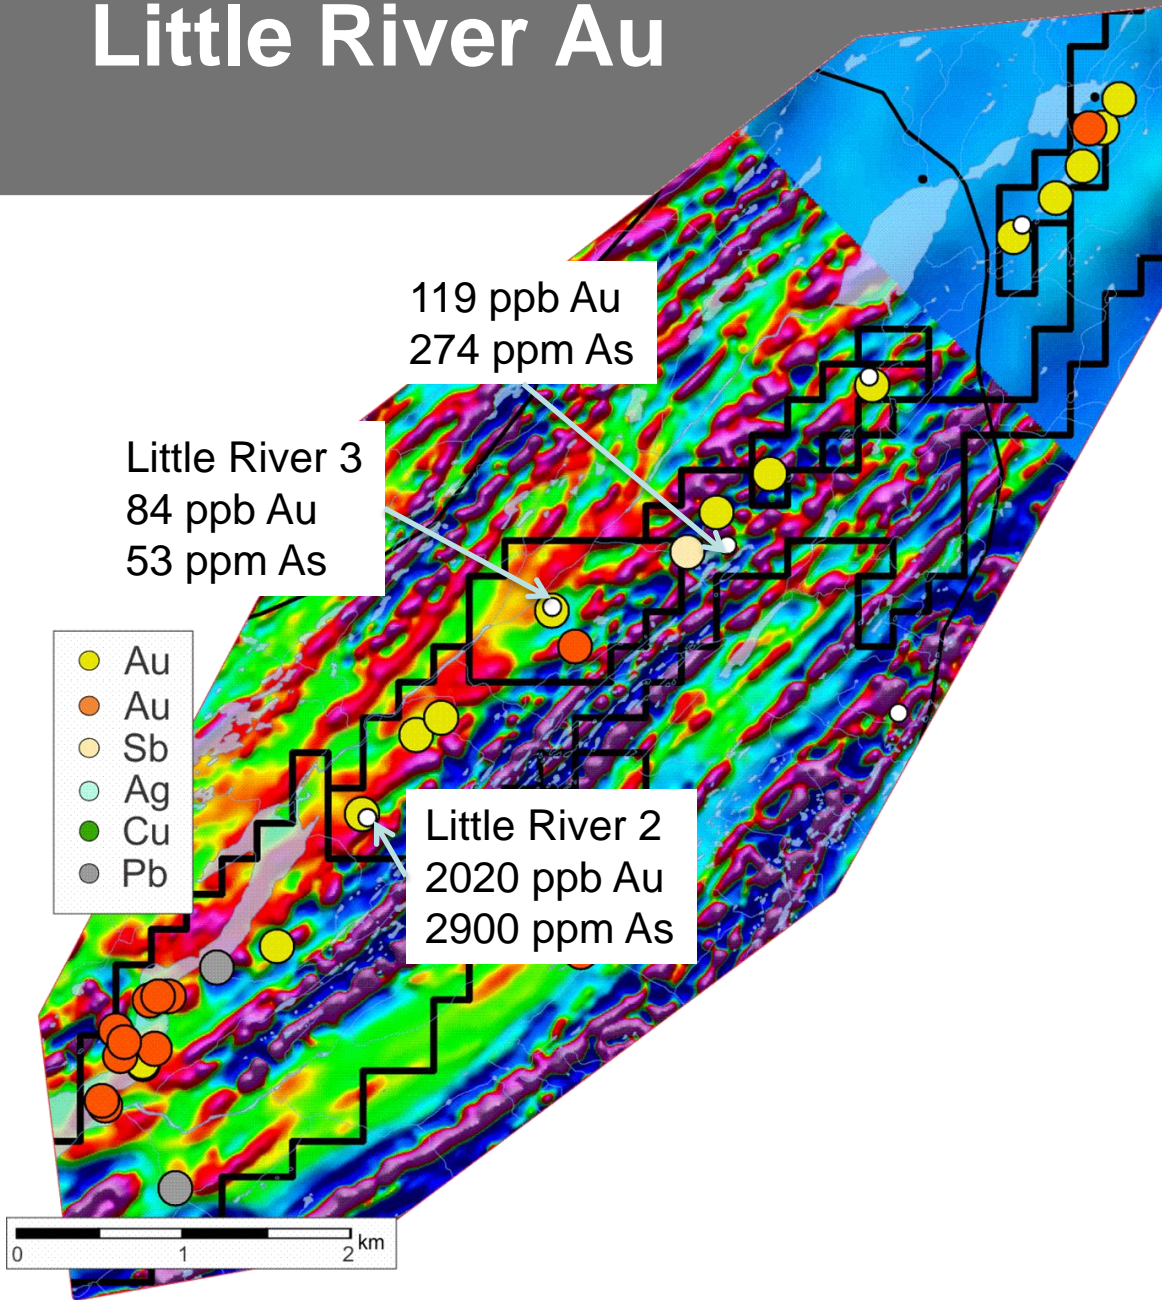 Little River Au
119 ppb Au
274 ppm As
Little River 3
84 ppb Au
53 ppm As
Au
Au
Sb
Ag
Cu
Pb
Little River 2
2020 ppb Au
2900 ppm As
0 1 2 km